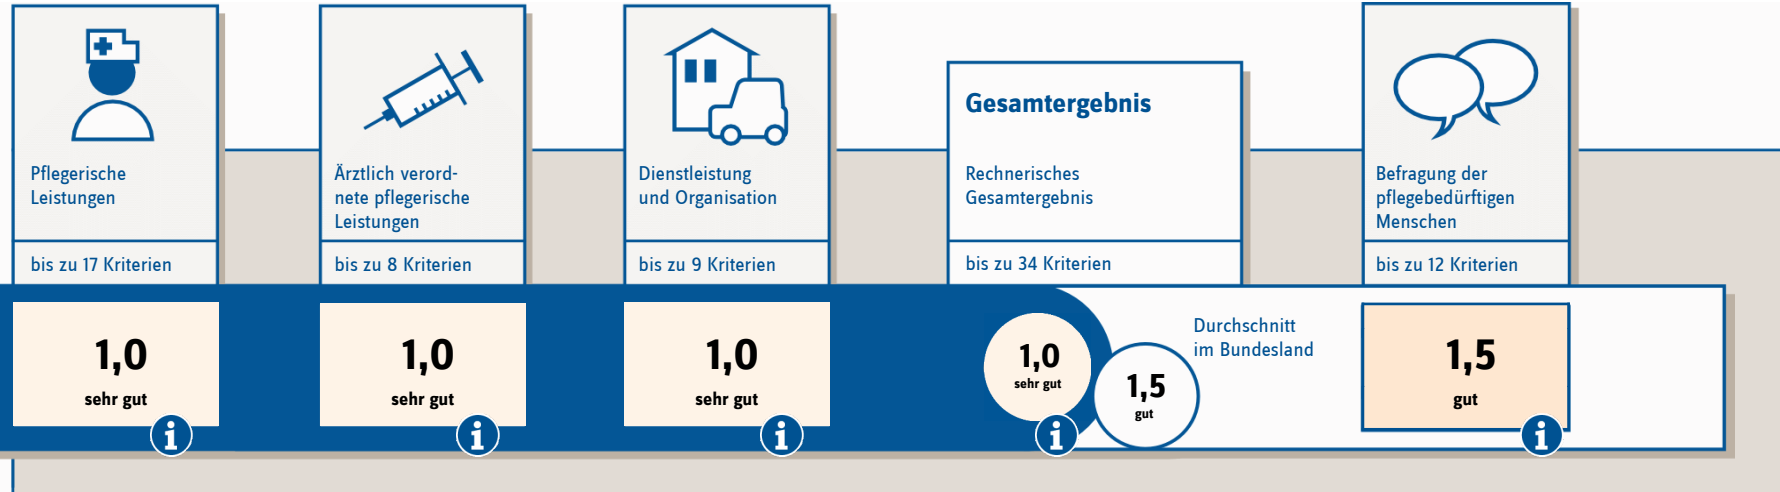 Pflegerische
Leistungen
bis zu 17 Kriterien
1,0
sehr gut
i
Ärztlich verord-
nete pflegerische
Leistungen
bis zu 8 Kriterien
1,0
sehr gut
i
Dienstleistung
und Organisation
bis zu 9 Kriterien
1,0
sehr gut
i
Gesamtergebnis
Rechnerisches
Gesamtergebnis
bis zu 34 Kriterien
1,0
sehr gut
i
1,5
gut
Durchschnitt
im Bundesland
Befragung der
pflegebedürftigen
Menschen
bis zu 12 Kriterien
1,5
gut
i